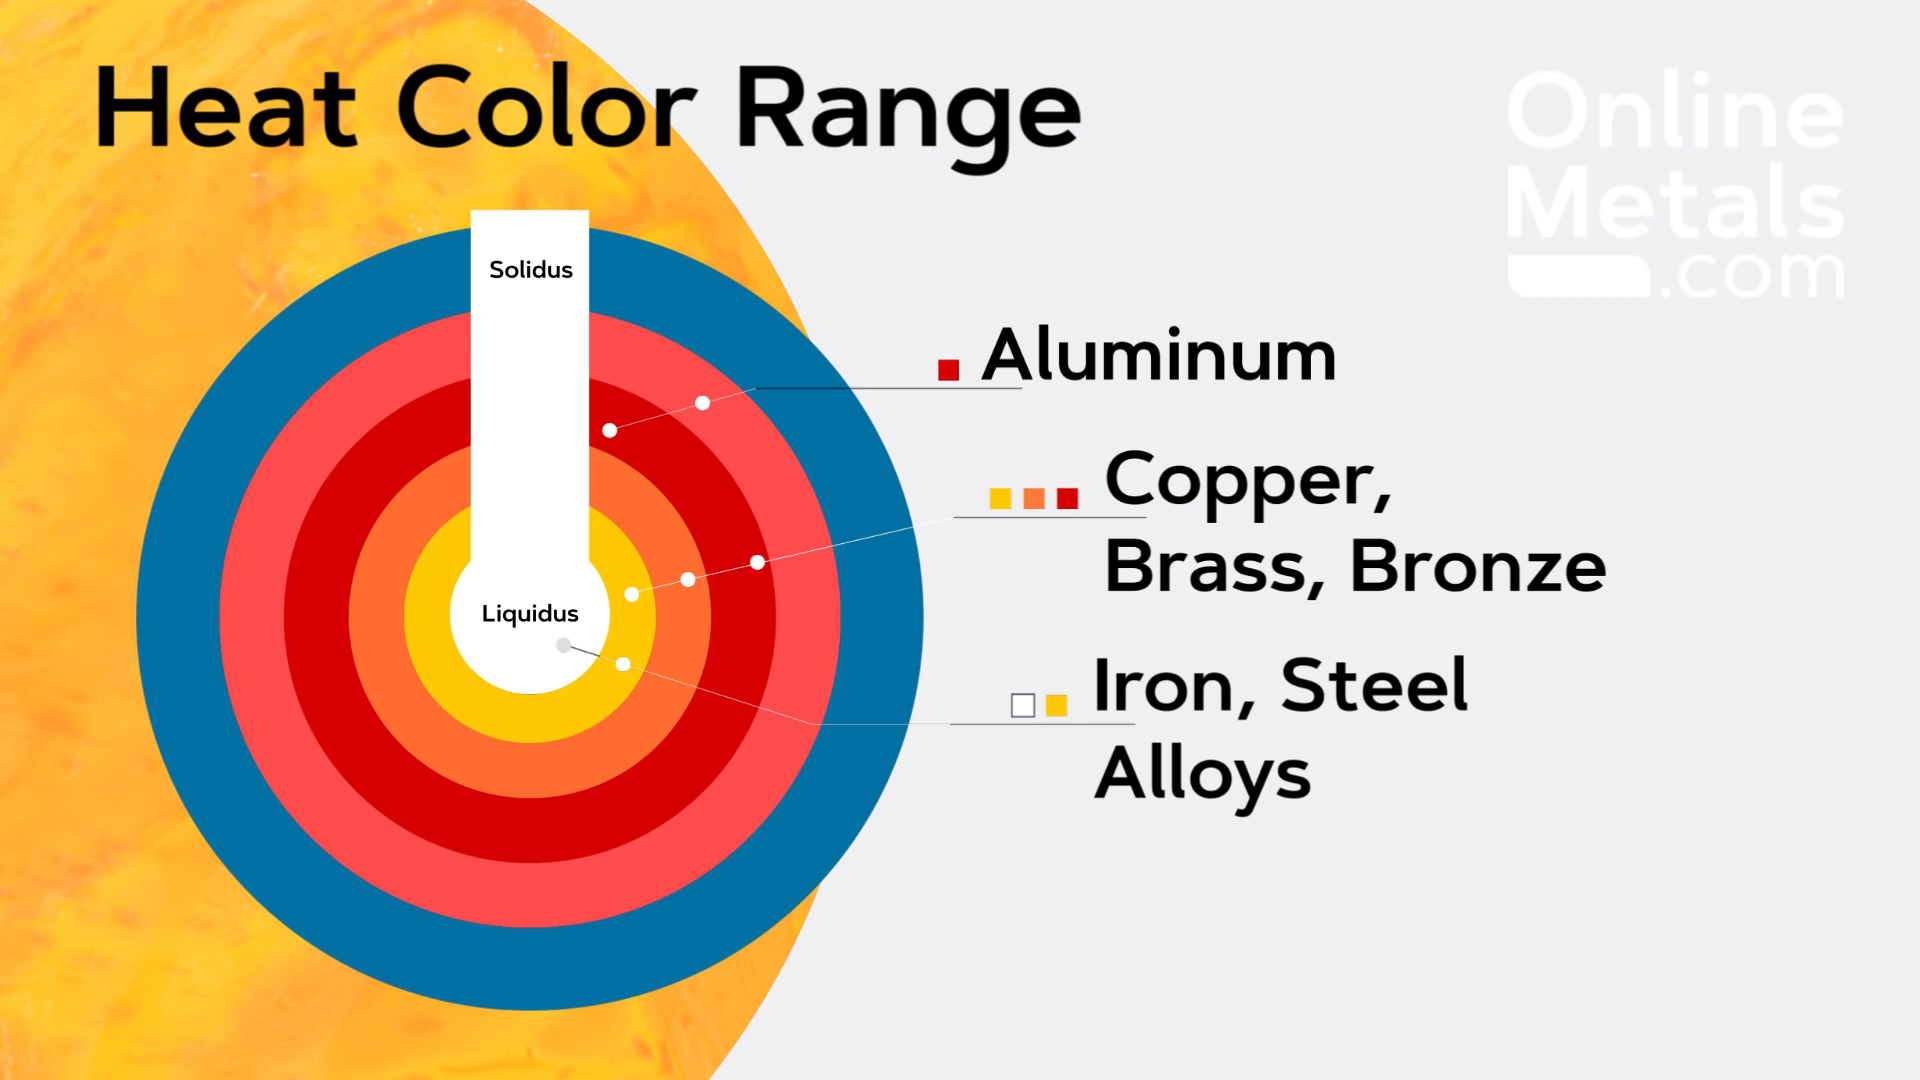 Heat Color Range
Online
Metals
.com
Solidus
Aluminum
Copper,
Brass, Bronze
Liquidus
Iron, Steel
Alloys